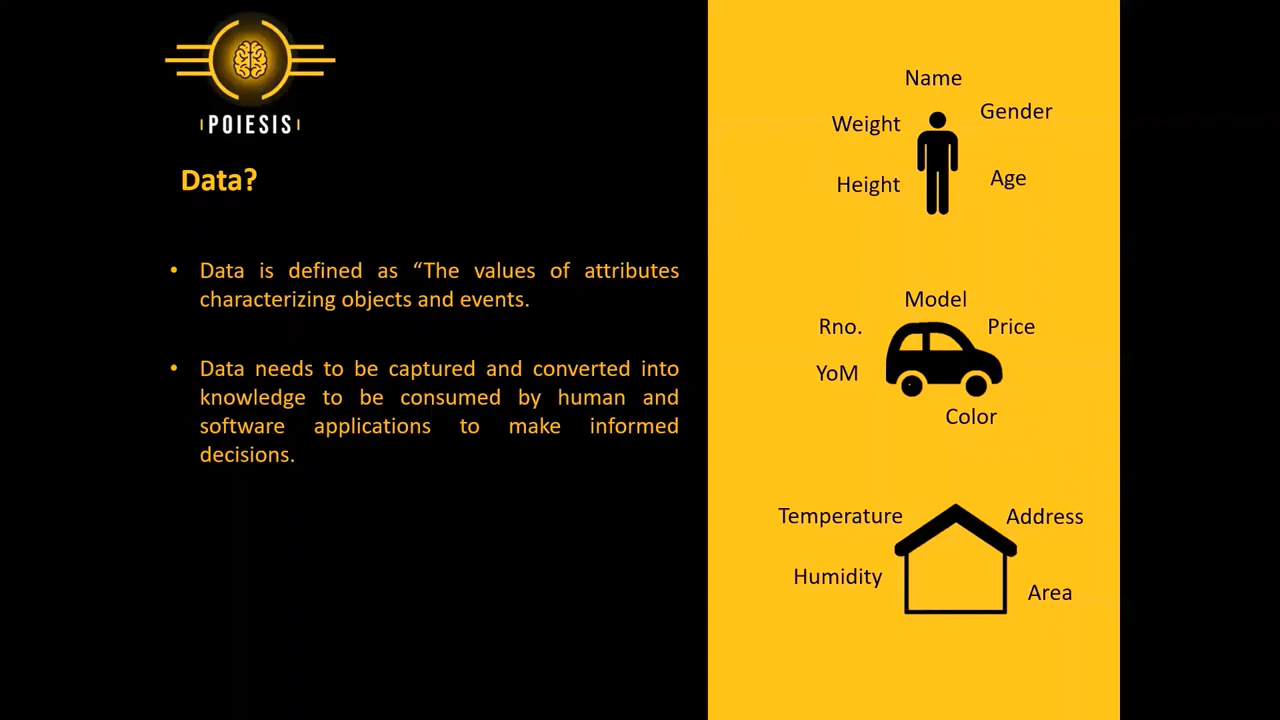 POIESIS
Data?
• Data is defined as “The values of attributes
characterizing objects and events.
• Data needs to be captured and converted into
knowledge to be consumed by human and
software applications to make informed
decisions.
Name
Weight
Gender
Height
Age
Model
Rno.
Price
YoM
Color
Temperature
Address
Humidity
Area